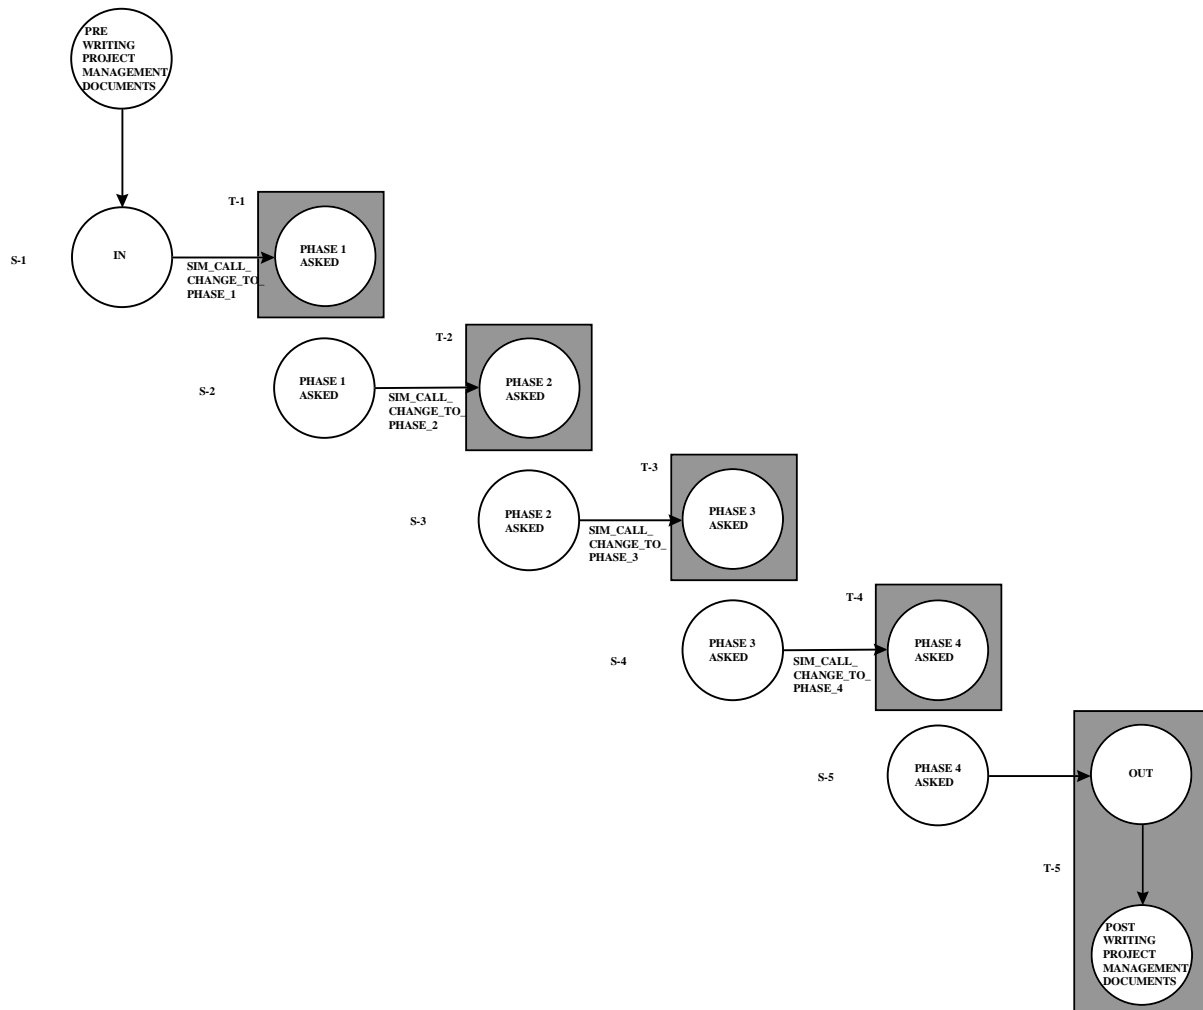 PRE
WRITING
PROJECT
MANAGEMENT
DOCUMENTS
T-1
S-1
IN
PHASE 1
ASKED
SIM_CALL_
CHANGE_TO_
PHASE_1
T-2
S-2
PHASE 1
ASKED
PHASE 2
ASKED
SIM_CALL_
CHANGE_TO_
PHASE_2
T-3
S-3
PHASE 2
ASKED
PHASE 3
ASKED
SIM_CALL_
CHANGE_TO_
PHASE_3
T-4
S-4
PHASE 3
ASKED
PHASE 4
ASKED
SIM_CALL_
CHANGE_TO_
PHASE_4
S-5
PHASE 4
ASKED
OUT
T-5
POST
WRITING
PROJECT
MANAGEMENT
DOCUMENTS